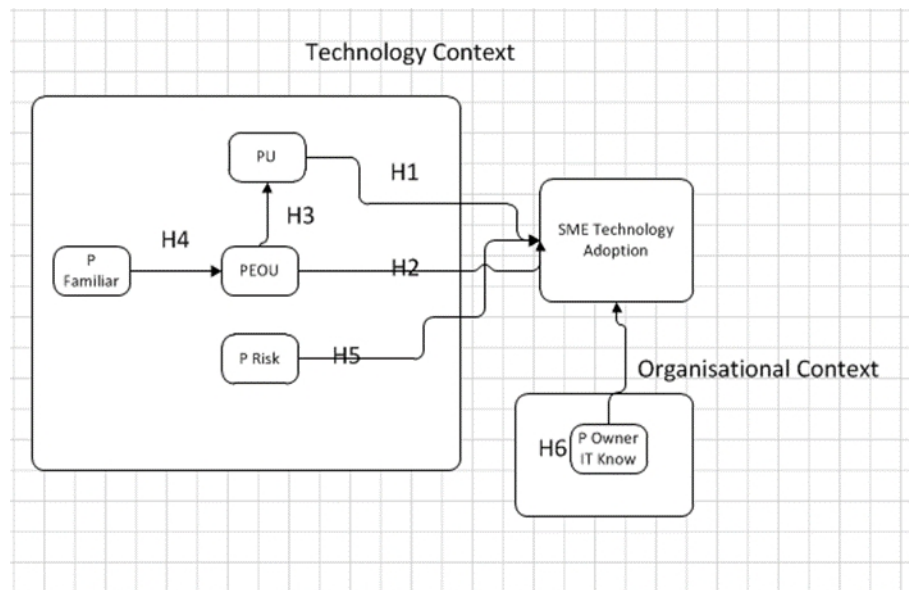 Technology Context
PU
H1
H3
H4
P
Familiar
PEOU
H2
P Risk
H5
SME Technology
Adoption
Organisational Context
H6
P Owner
IT Know